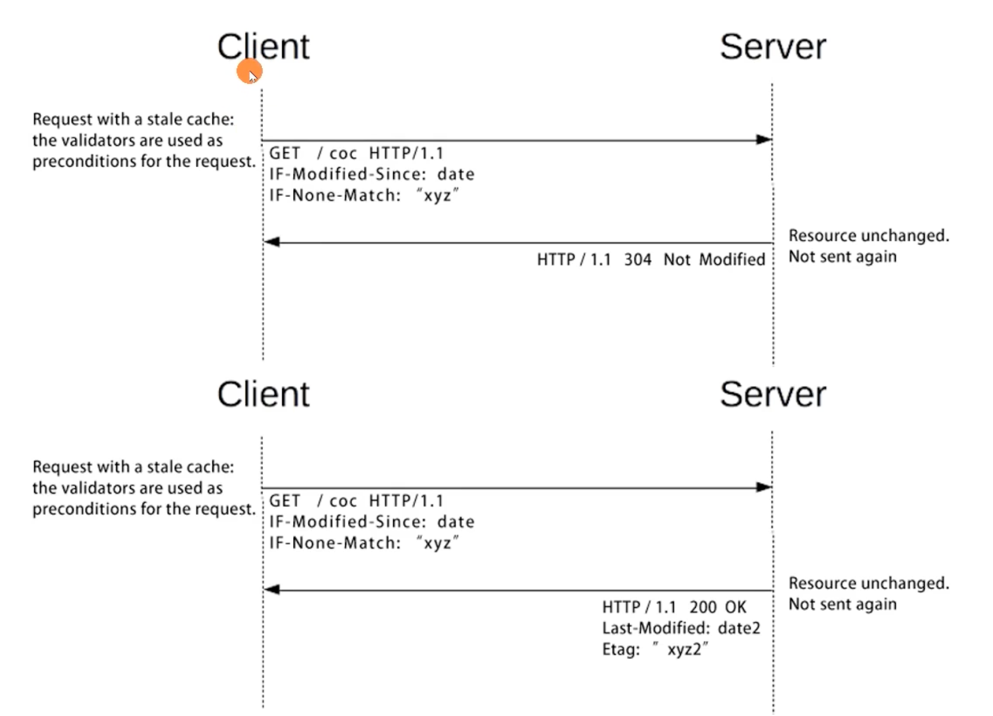 Client
Server
Request with a stale cache:
the validators are used as
preconditions for the request.
GET / coc HTTP/1.1
IF-Modified-Since: date
IF-None-Match: ″xyz″
Resource unchanged.
Not sent again
HTTP / 1.1 304 Not Modified
Client
Server
Request with a stale cache:
the validators are used as
preconditions for the request.
GET / coc HTTP/1.1
IF-Modified-Since: date
IF-None-Match: ″xyz″
Resource unchanged.
Not sent again
HTTP / 1.1 200 OK
Last-Modified: date2
Etag: ″ xyz2″